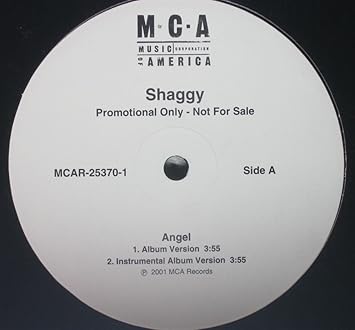 M·C·A
MUSIC CORPORATION
OF AMERICA
Shaggy
Promotional Only - Not For Sale
MCAR-25370-1 Side A
Angel
1. Album Version 3:55
2. Instrumental Album Version 3:55
℗ 2001 MCA Records